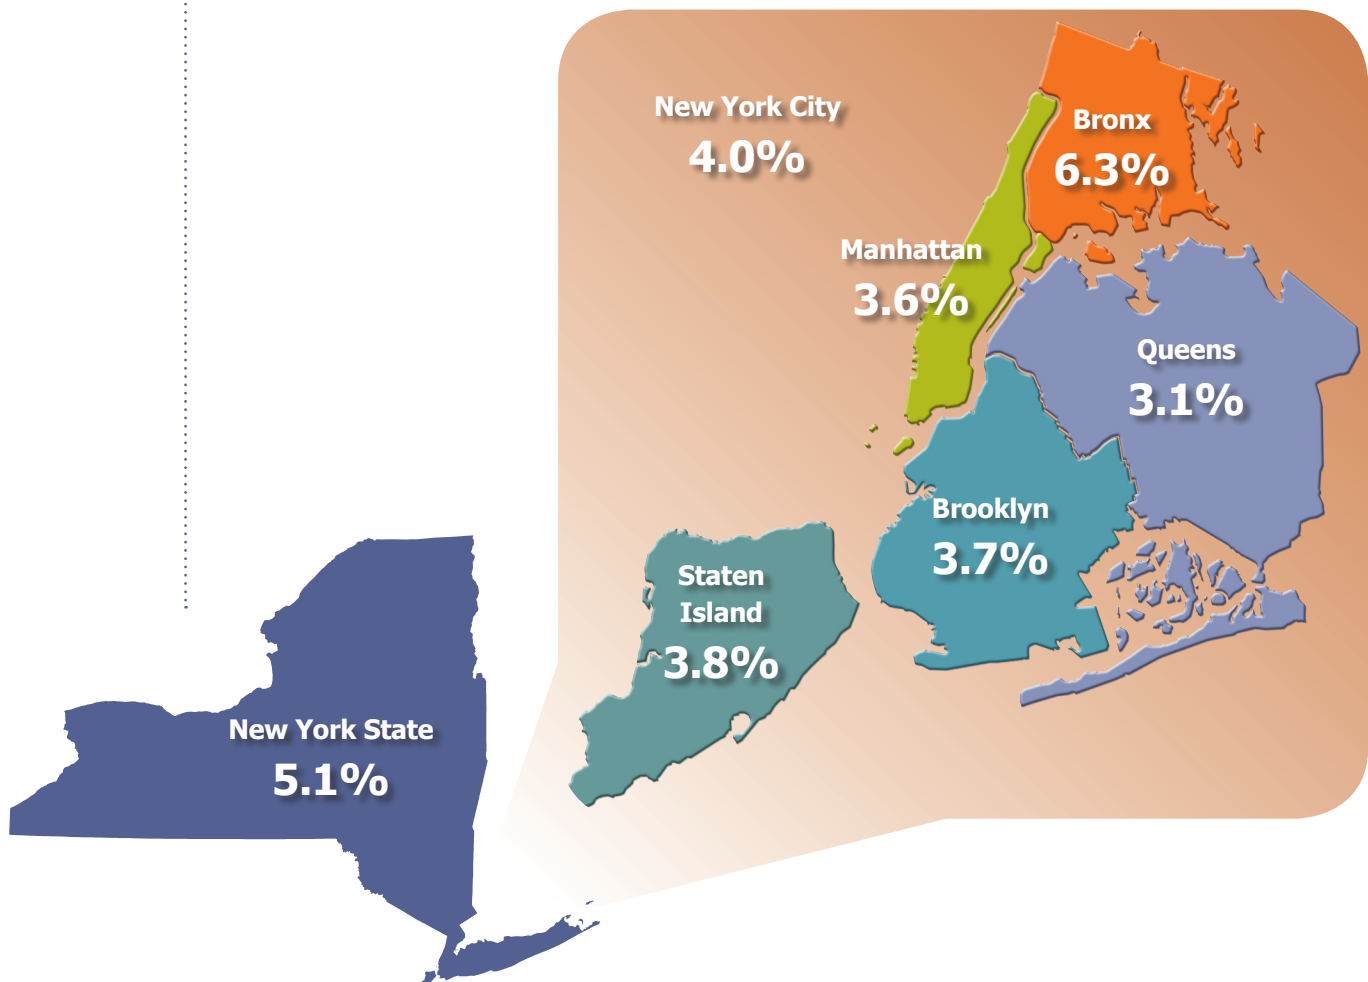 New York City
4.0%
Bronx
6.3%
Manhattan
3.6%
Queens
3.1%
Brooklyn
3.7%
Staten
Island
3.8%
New York State
5.1%